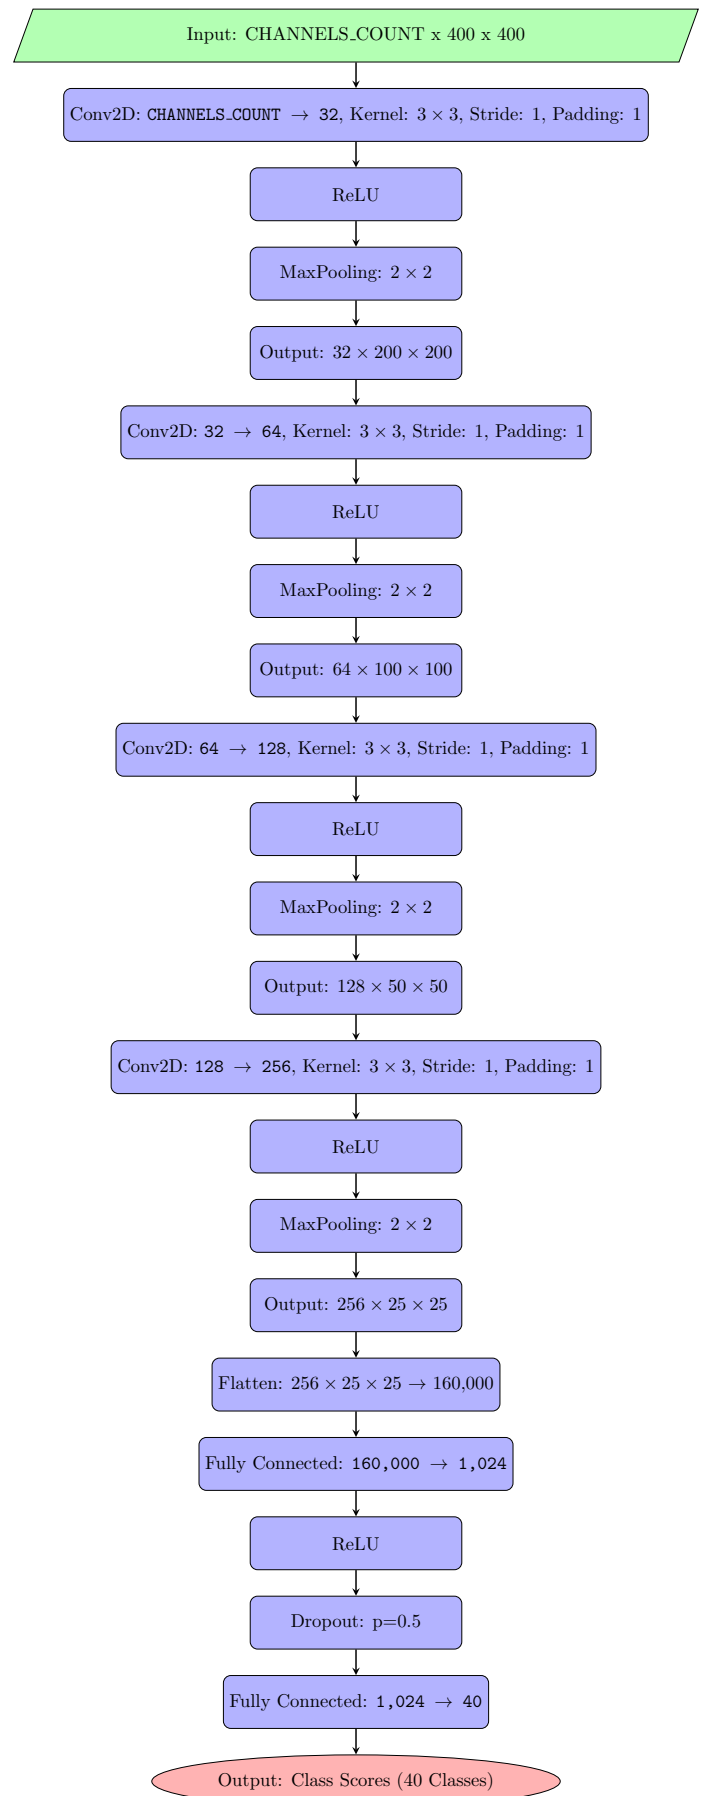 Input: CHANNELS_COUNT x 400 x 400
Conv2D: CHANNELS_COUNT → 32, Kernel: 3 × 3, Stride: 1, Padding: 1
ReLU
MaxPooling: 2 × 2
Output: 32 × 200 × 200
Conv2D: 32 → 64, Kernel: 3 × 3, Stride: 1, Padding: 1
ReLU
MaxPooling: 2 × 2
Output: 64 × 100 × 100
Conv2D: 64 → 128, Kernel: 3 × 3, Stride: 1, Padding: 1
ReLU
MaxPooling: 2 × 2
Output: 128 × 50 × 50
Conv2D: 128 → 256, Kernel: 3 × 3, Stride: 1, Padding: 1
ReLU
MaxPooling: 2 × 2
Output: 256 × 25 × 25
Flatten: 256 × 25 × 25 → 160,000
Fully Connected: 160,000 → 1,024
ReLU
Dropout: p=0.5
Fully Connected: 1,024 → 40
Output: Class Scores (40 Classes)